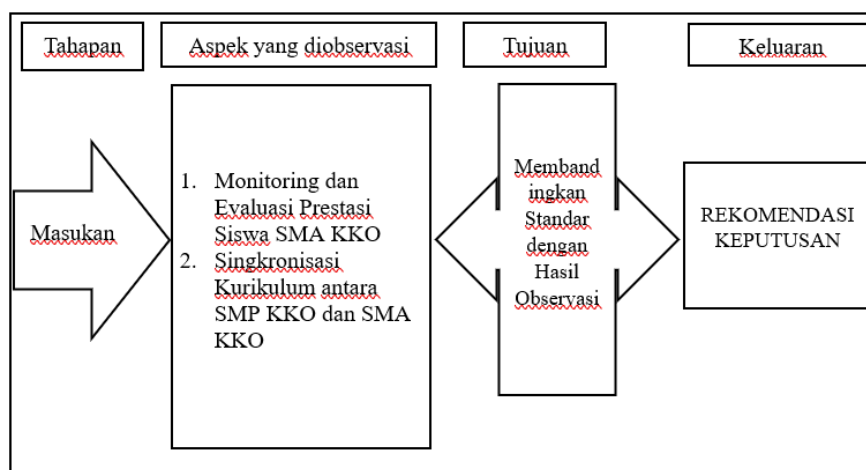 Tahapan
Aspek yang diobservasi
Tujuan
Keluaran
Masukan
1. Monitoring dan
Evaluasi Prestasi
Siswa SMA KKO
2. Singkronisasi
Kurikulum antara
SMP KKO dan SMA
KKO
Memband
ingkan
Standar
dengan
Hasil
Observasi
REKOMENDASI
KEPUTUSAN